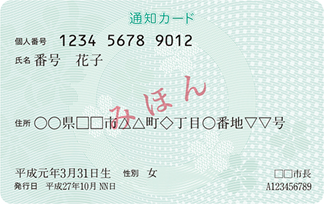 通知カード
個人番号 1234 5678 9012
氏名 番号 花子
みほん
住所 ○○県□□市△△町◇丁目○番地▽▽号
平成元年3月31日生 性別 女
□□市長
発行日 平成27年10月NN日
A123456789